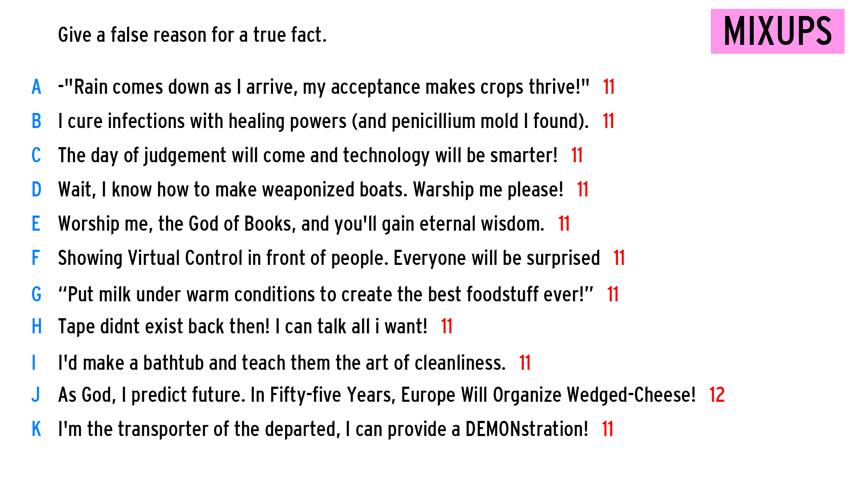 MIXUPS
Give a false reason for a true fact.
A -"Rain comes down as I arrive, my acceptance makes crops thrive!" 11
B I cure infections with healing powers (and penicillium mold I found). 11
C The day of judgement will come and technology will be smarter! 11
D Wait, I know how to make weaponized boats. Warship me please! 11
E Worship me, the God of Books, and you'll gain eternal wisdom. 11
F Showing Virtual Control in front of people. Everyone will be surprised 11
G “Put milk under warm conditions to create the best foodstuff ever!” 11
H Tape didnt exist back then! I can talk all i want! 11
I I'd make a bathtub and teach them the art of cleanliness. 11
J As God, I predict future. In Fifty-five Years, Europe Will Organize Wedged-Cheese! 12
K I'm the transporter of the departed, I can provide a DEMONstration! 11